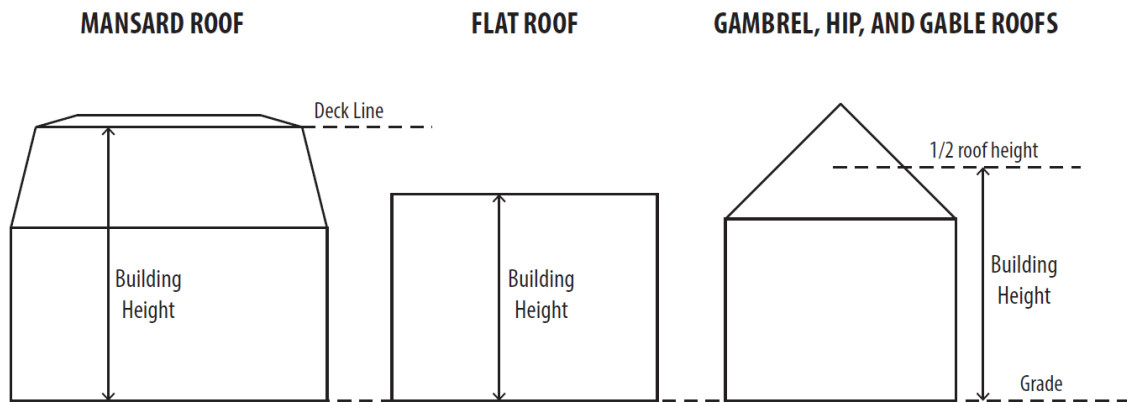 MANSARD ROOF
FLAT ROOF
GAMBREL, HIP, AND GABLE ROOFS
Deck Line
1/2 roof height
Building
Height
Building
Height
Building
Height
Grade